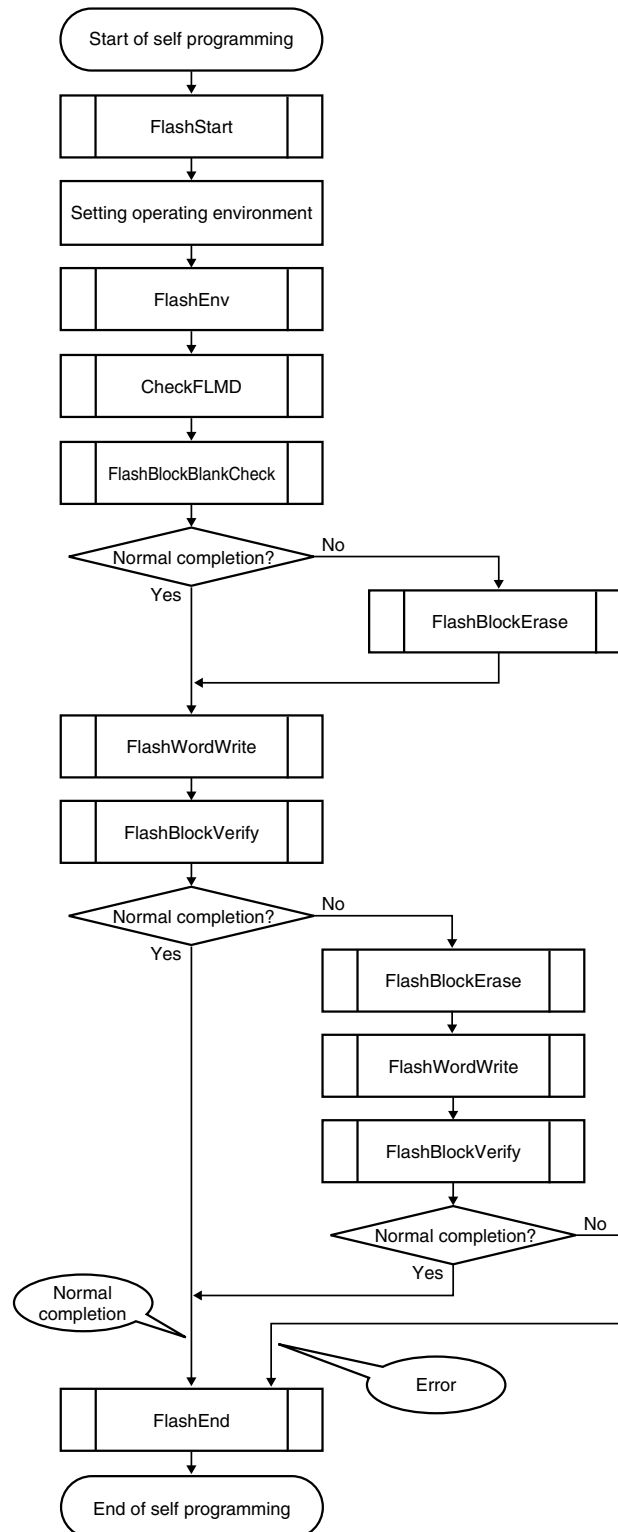 Start of self programming
FlashStart
Setting operating environment
FlashEnv
CheckFLMD
FlashBlockBlankCheck
Normal completion?
No
Yes
FlashBlockErase
FlashWordWrite
FlashBlockVerify
Normal completion?
No
Yes
FlashBlockErase
FlashWordWrite
FlashBlockVerify
Normal completion?
No
Yes
Normal
completion
Error
FlashEnd
End of self programming